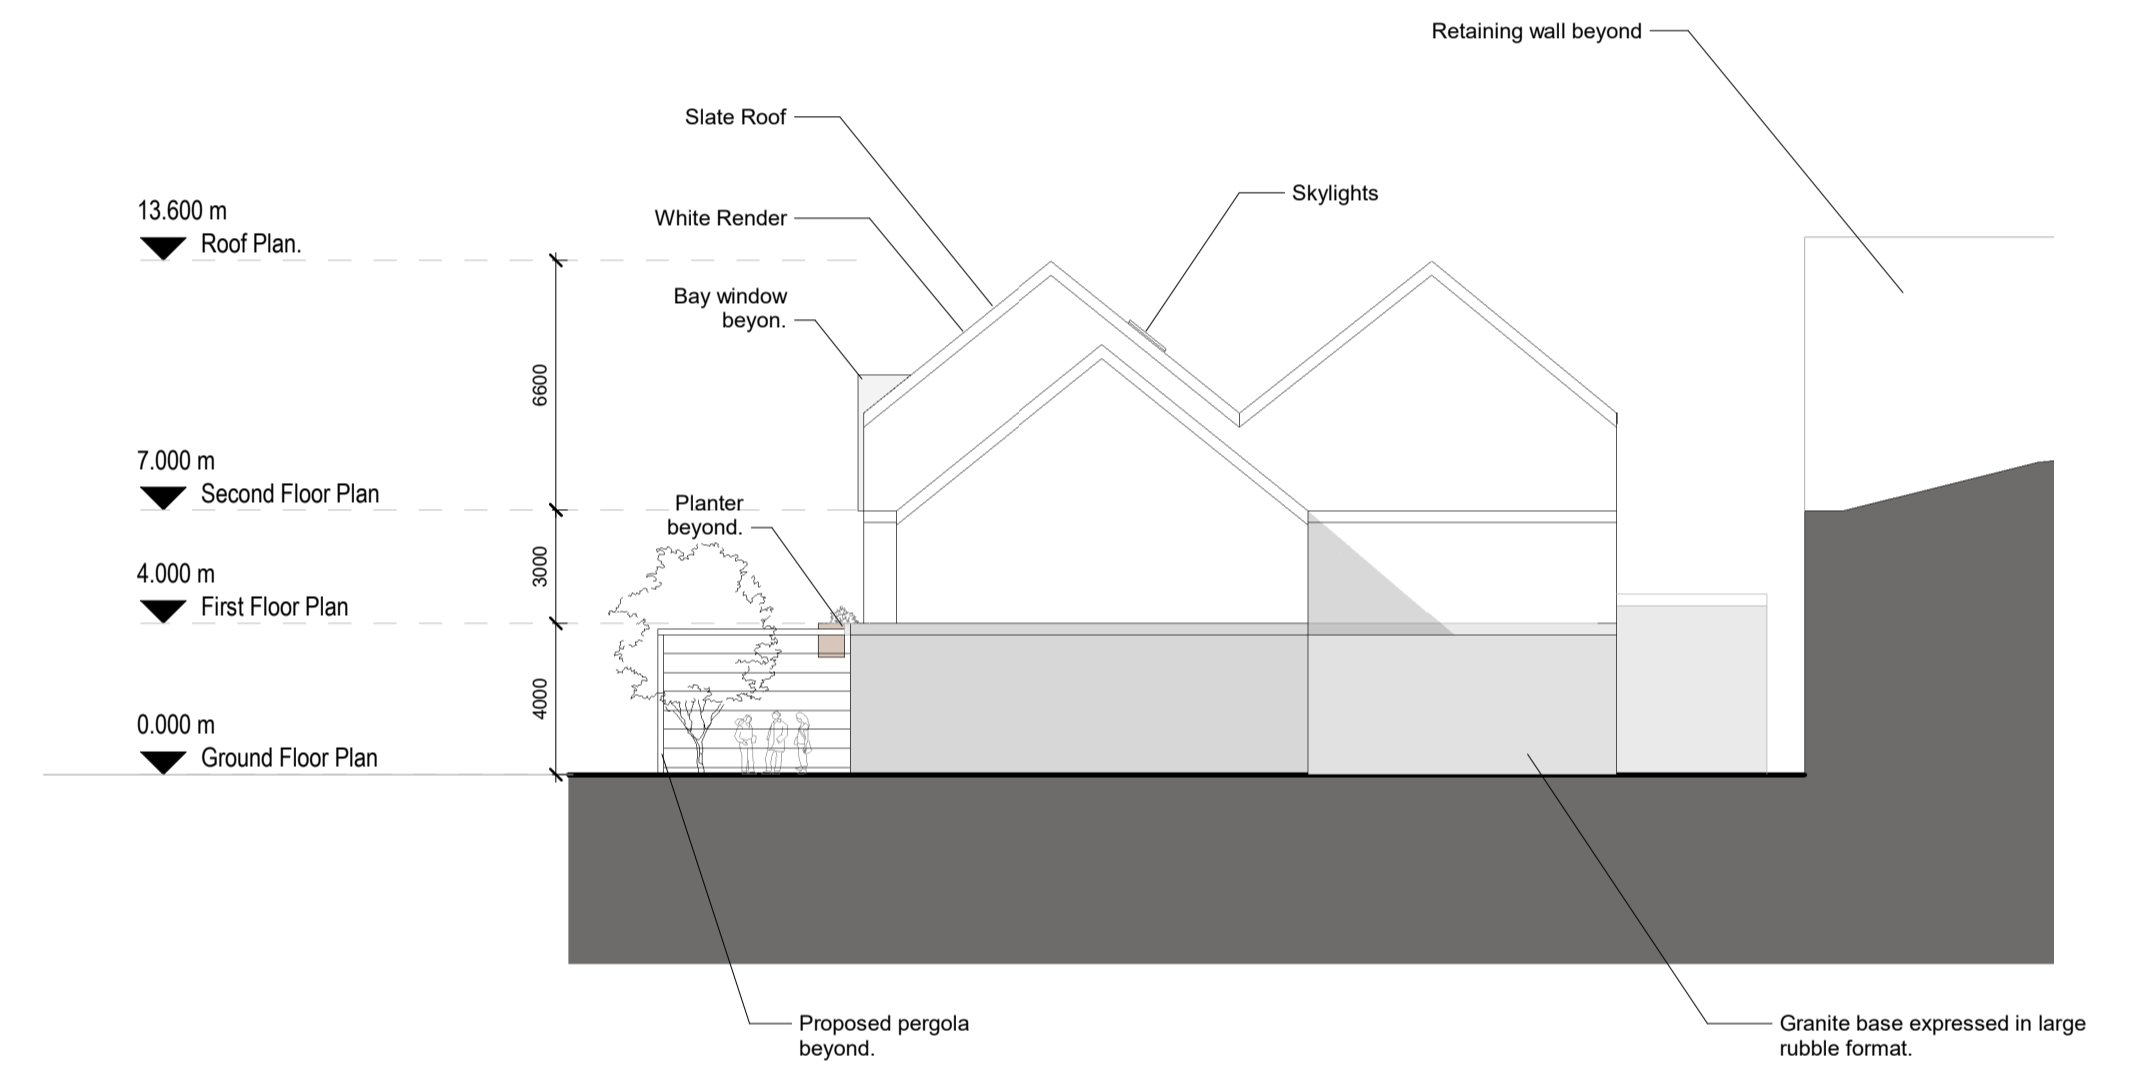 Retaining wall beyond
Slate Roof
Skylights
13.600 m
White Render
Roof Plan.
Bay window
beyon.
6600
7.000 m
Second Floor Plan
Planter
beyond.
3000
4.000 m
First Floor Plan
4000
0.000 m
Ground Floor Plan
Proposed pergola
beyond.
Granite base expressed in large
rubble format.